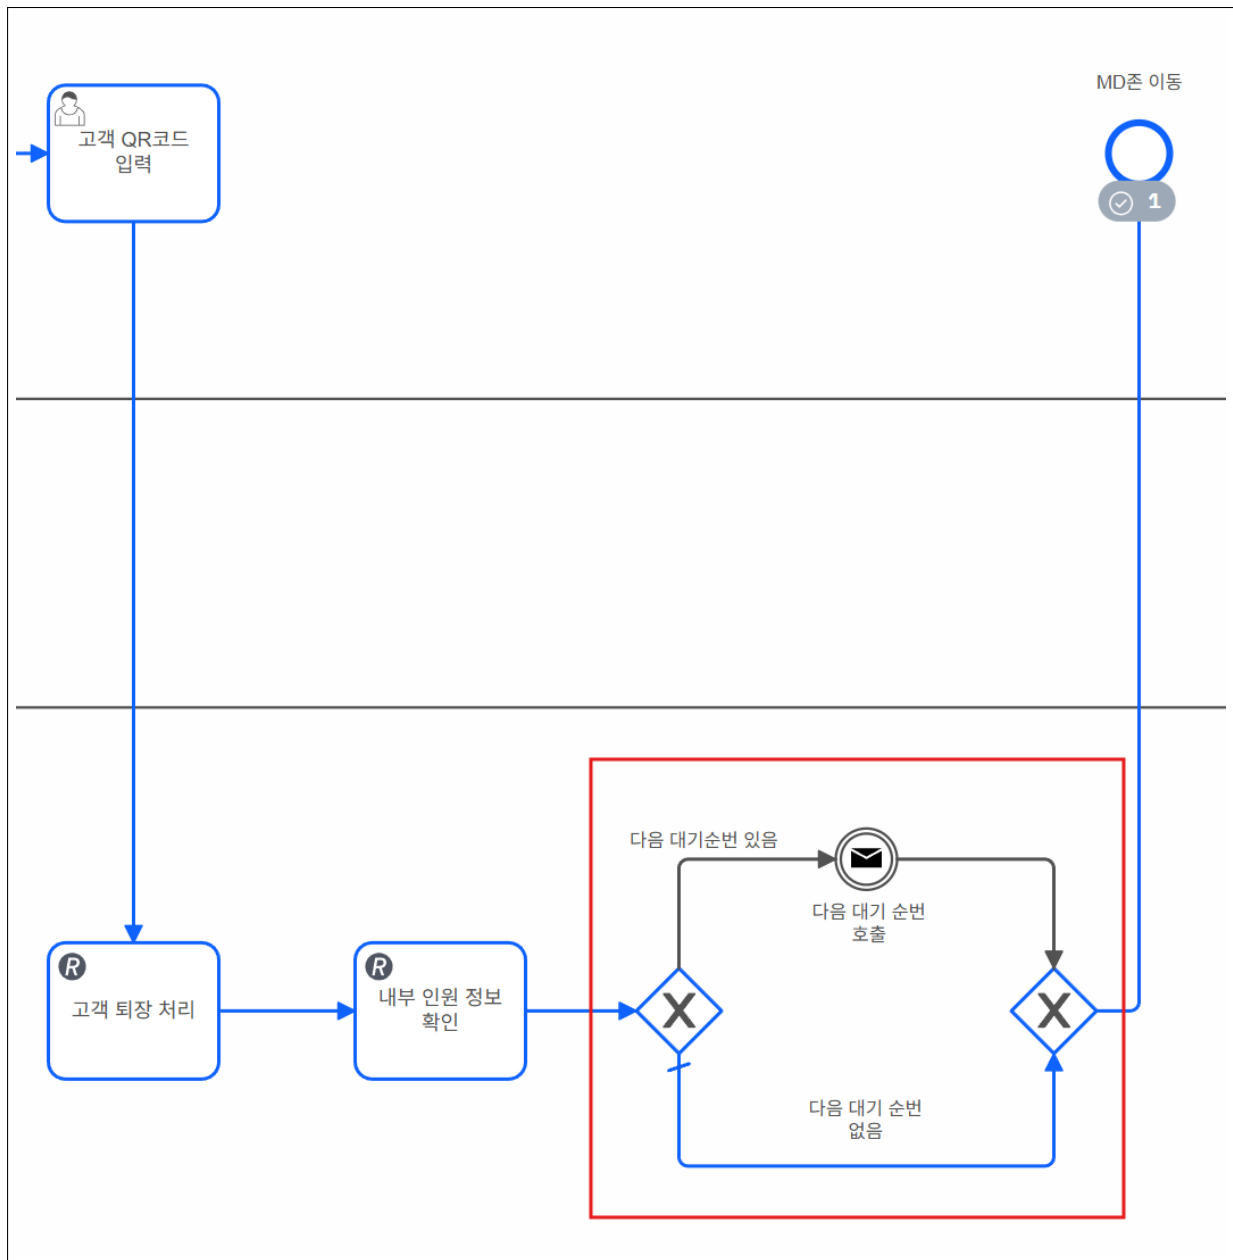 MD존 이동
고객 QR코드
입력
1
다음 대기순번 있음
다음 대기 순번
호출
R
고객 퇴장 처리
R
내부 인원 정보
확인
X
X
다음 대기 순번
없음